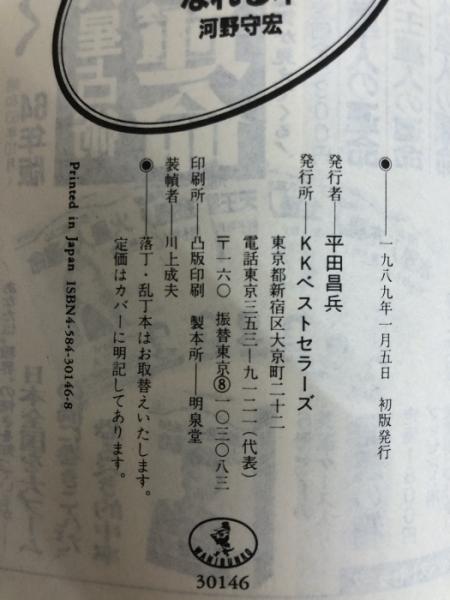 河野守宏
●――一九八九年一月五日　初版発行
発行者――平田昌兵
発行所――KKベストセラーズ
東京都新宿区大京町二十二
電話東京三五三―九一二一(代表)
〒一六〇　振替東京⑧一〇三〇八三
印刷所――凸版印刷　製本所――明泉堂
装幀者――川上成夫
●――落丁・乱丁本はお取替えいたします。
定価はカバーに明記してあります。
Printed in Japan ISBN4-584-30146-8
WANIBUNKO
30146
84年版